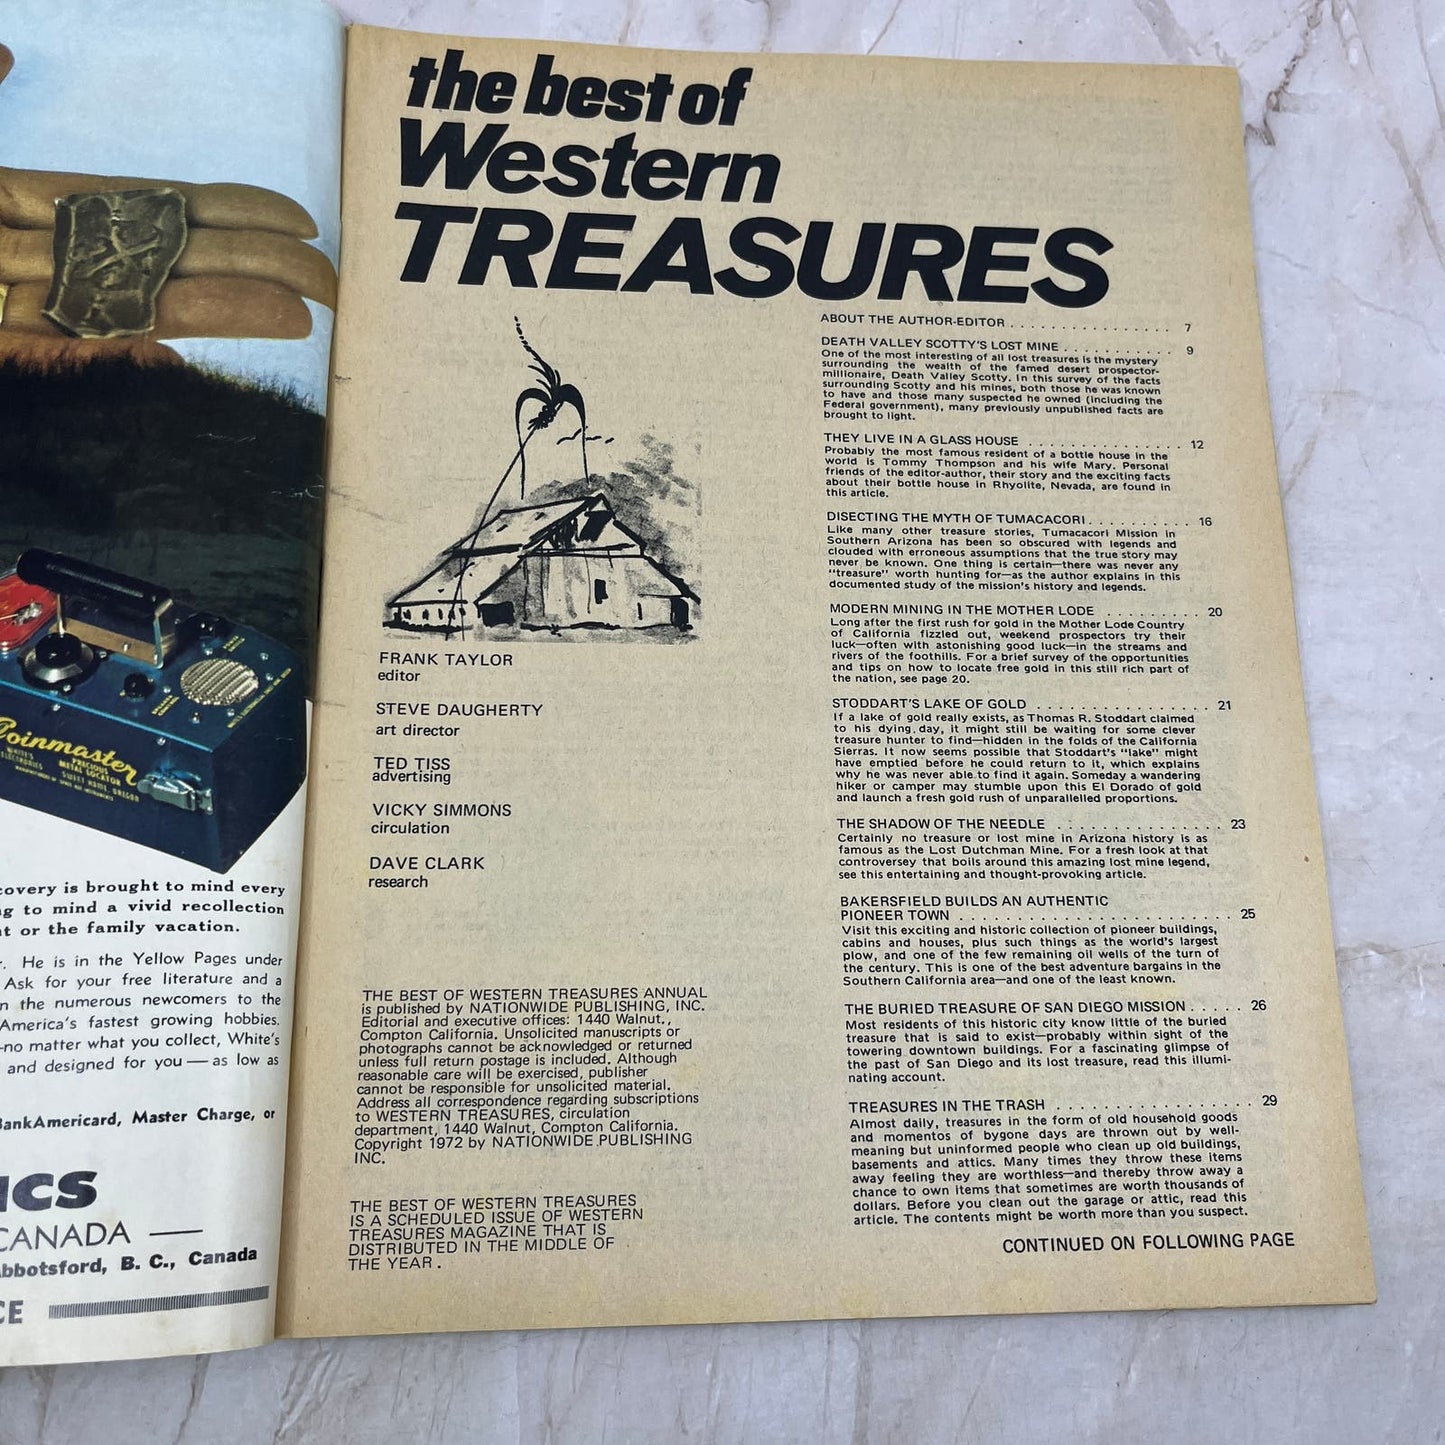 Coinmaster
WHITE'S
ELECTRONICS
PRECIOUS
METAL LOCATOR
SWEET HOME, OREGON
covery is brought to mind every
ng to mind a vivid recollection
nt or the family vacation.
r. He is in the Yellow Pages under
Ask for your free literature and a
n the numerous newcomers to the
America's fastest growing hobbies.
—no matter what you collect, White's
and designed for you — as low as
BankAmericard, Master Charge, or
ICS
CANADA —
Abbotsford, B. C., Canada
CE
the best of
Western
TREASURES
FRANK TAYLOR
editor
STEVE DAUGHERTY
art director
TED TISS
advertising
VICKY SIMMONS
circulation
DAVE CLARK
research
THE BEST OF WESTERN TREASURES ANNUAL
is published by NATIONWIDE PUBLISHING, INC.
Editorial and executive offices: 1440 Walnut.,
Compton California. Unsolicited manuscripts or
photographs cannot be acknowledged or returned
unless full return postage is included. Although
reasonable care will be exercised, publisher
cannot be responsible for unsolicited material.
Address all correspondence regarding subscriptions
to WESTERN TREASURES, circulation
department, 1440 Walnut, Compton California.
Copyright 1972 by NATIONWIDE PUBLISHING
INC.
THE BEST OF WESTERN TREASURES
IS A SCHEDULED ISSUE OF WESTERN
TREASURES MAGAZINE THAT IS
DISTRIBUTED IN THE MIDDLE OF
THE YEAR.
ABOUT THE AUTHOR-EDITOR . . . . . . . . . . . . . . . . 7
DEATH VALLEY SCOTTY'S LOST MINE . . . . . . . . . . . 9
One of the most interesting of all lost treasures is the mystery
surrounding the wealth of the famed desert prospector-
millionaire, Death Valley Scotty. In this survey of the facts
surrounding Scotty and his mines, both those he was known
to have and those many suspected he owned (including the
Federal government), many previously unpublished facts are
brought to light.
THEY LIVE IN A GLASS HOUSE . . . . . . . . . . . . . . . 12
Probably the most famous resident of a bottle house in the
world is Tommy Thompson and his wife Mary. Personal
friends of the editor-author, their story and the exciting facts
about their bottle house in Rhyolite, Nevada, are found in
this article.
DISECTING THE MYTH OF TUMACACORI . . . . . . . . . . 16
Like many other treasure stories, Tumacacori Mission in
Southern Arizona has been so obscured with legends and
clouded with erroneous assumptions that the true story may
never be known. One thing is certain—there was never any
"treasure" worth hunting for—as the author explains in this
documented study of the mission's history and legends.
MODERN MINING IN THE MOTHER LODE . . . . . . . . . 20
Long after the first rush for gold in the Mother Lode Country
of California fizzled out, weekend prospectors try their
luck—often with astonishing good luck—in the streams and
rivers of the foothills. For a brief survey of the opportunities
and tips on how to locate free gold in this still rich part of
the nation, see page 20.
STODDART'S LAKE OF GOLD . . . . . . . . . . . . . . . . 21
If a lake of gold really exists, as Thomas R. Stoddart claimed
to his dying day, it might still be waiting for some clever
treasure hunter to find—hidden in the folds of the California
Sierras. It now seems possible that Stoddart's "lake" might
have emptied before he could return to it, which explains
why he was never able to find it again. Someday a wandering
hiker or camper may stumble upon this El Dorado of gold
and launch a fresh gold rush of unparallelled proportions.
THE SHADOW OF THE NEEDLE . . . . . . . . . . . . . . . 23
Certainly no treasure or lost mine in Arizona history is as
famous as the Lost Dutchman Mine. For a fresh look at that
controversey that boils around this amazing lost mine legend,
see this entertaining and thought-provoking article.
BAKERSFIELD BUILDS AN AUTHENTIC
PIONEER TOWN . . . . . . . . . . . . . . . . . . . . . . . . 25
Visit this exciting and historic collection of pioneer buildings,
cabins and houses, plus such things as the world's largest
plow, and one of the few remaining oil wells of the turn of
the century. This is one of the best adventure bargains in the
Southern California area—and one of the least known.
THE BURIED TREASURE OF SAN DIEGO MISSION . . . . . 26
Most residents of this historic city know little of the buried
treasure that is said to exist—probably within sight of the
towering downtown buildings. For a fascinating glimpse of
the past of San Diego and its lost treasure, read this illumi-
nating account.
TREASURES IN THE TRASH . . . . . . . . . . . . . . . . . 29
Almost daily, treasures in the form of old household goods
and momentos of bygone days are thrown out by well-
meaning but uninformed people who clean up old buildings,
basements and attics. Many times they throw these items
away feeling they are worthless—and thereby throw away a
chance to own items that sometimes are worth thousands of
dollars. Before you clean out the garage or attic, read this
article. The contents might be worth more than you suspect.
CONTINUED ON FOLLOWING PAGE